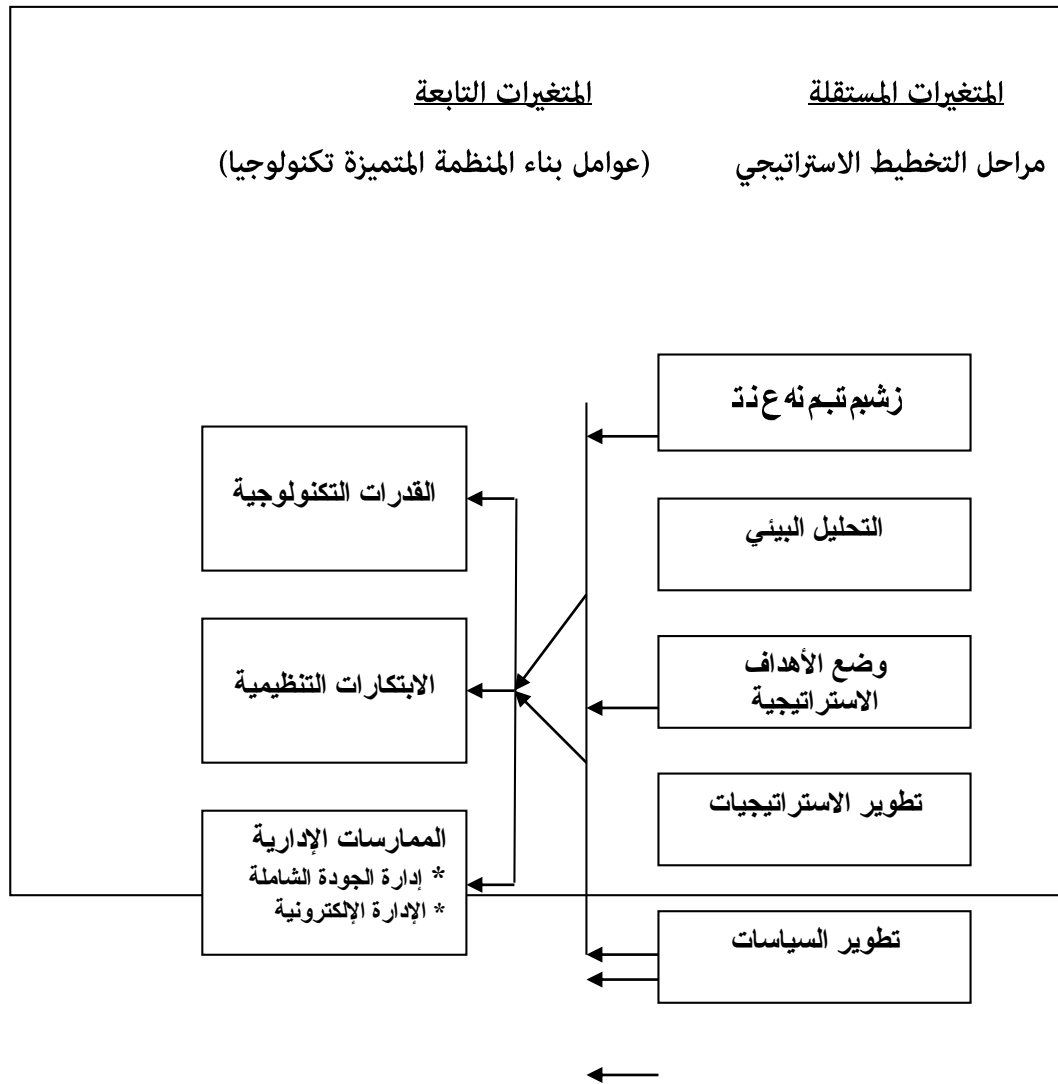 المتغيرات المستقلة
المتغيرات التابعة
مراحل التخطيط الاستراتيجي
(عوامل بناء المنظمة المتميزة تكنولوجيا)
التحليل البيئي
وضع الأهداف
الاستراتيجية
تطوير الاستراتيجيات
تطوير السياسات
القدرات التكنولوجية
الابتكارات التنظيمية
الممارسات الإدارية
* إدارة الجودة الشاملة
* الإدارة الإلكترونية